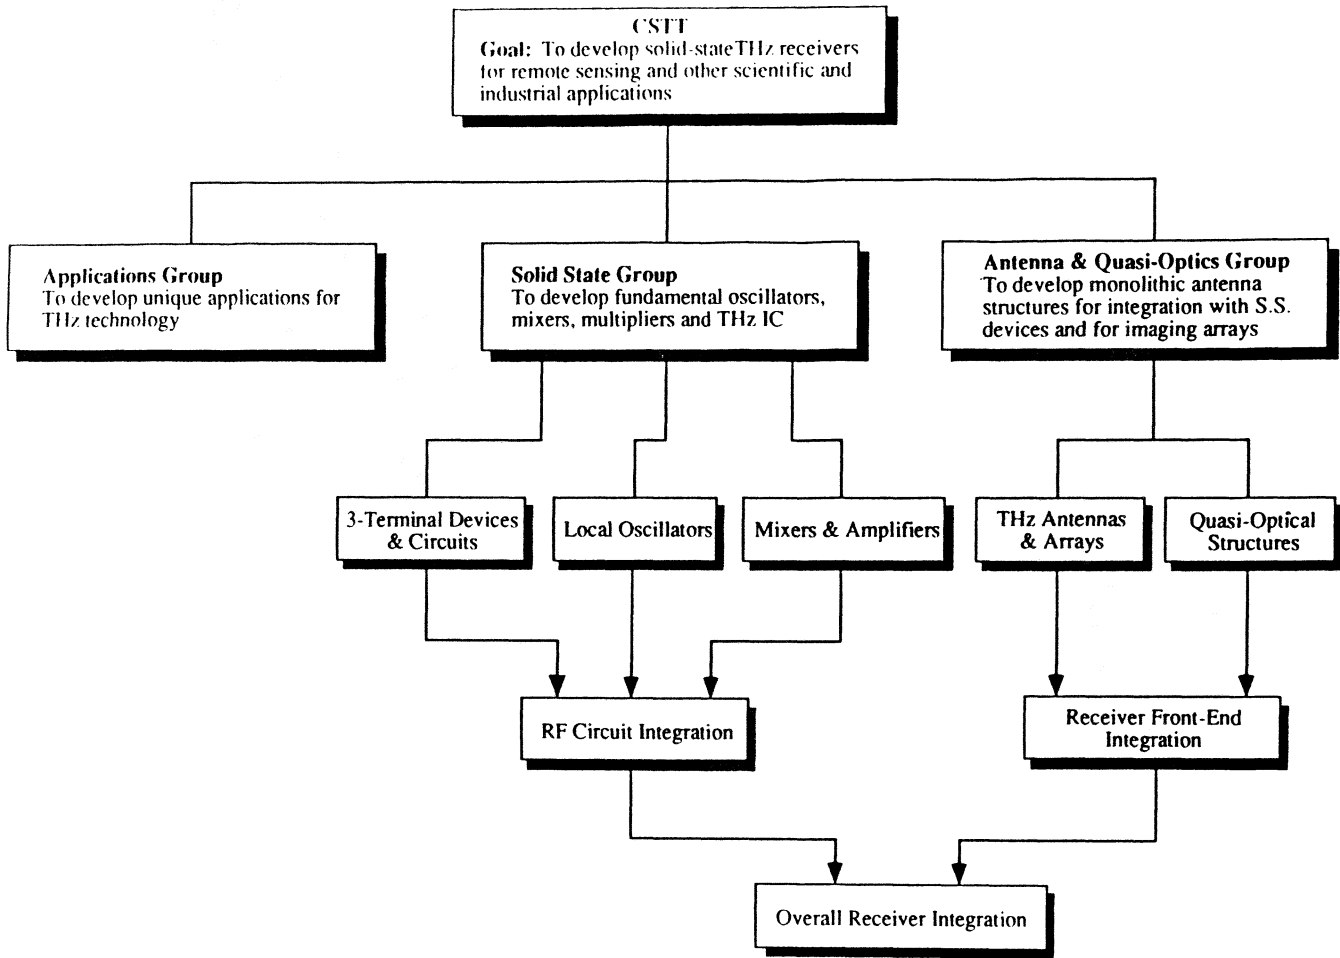 CSTT
Goal: To develop solid-state THz receivers
for remote sensing and other scientific and
industrial applications
Applications Group
To develop unique applications for
THz technology
Solid State Group
To develop fundamental oscillators,
mixers, multipliers and THz IC
Antenna & Quasi-Optics Group
To develop monolithic antenna
structures for integration with S.S.
devices and for imaging arrays
3-Terminal Devices
& Circuits
Local Oscillators
Mixers & Amplifiers
THz Antennas
& Arrays
Quasi-Optical
Structures
RF Circuit Integration
Receiver Front-End
Integration
Overall Receiver Integration